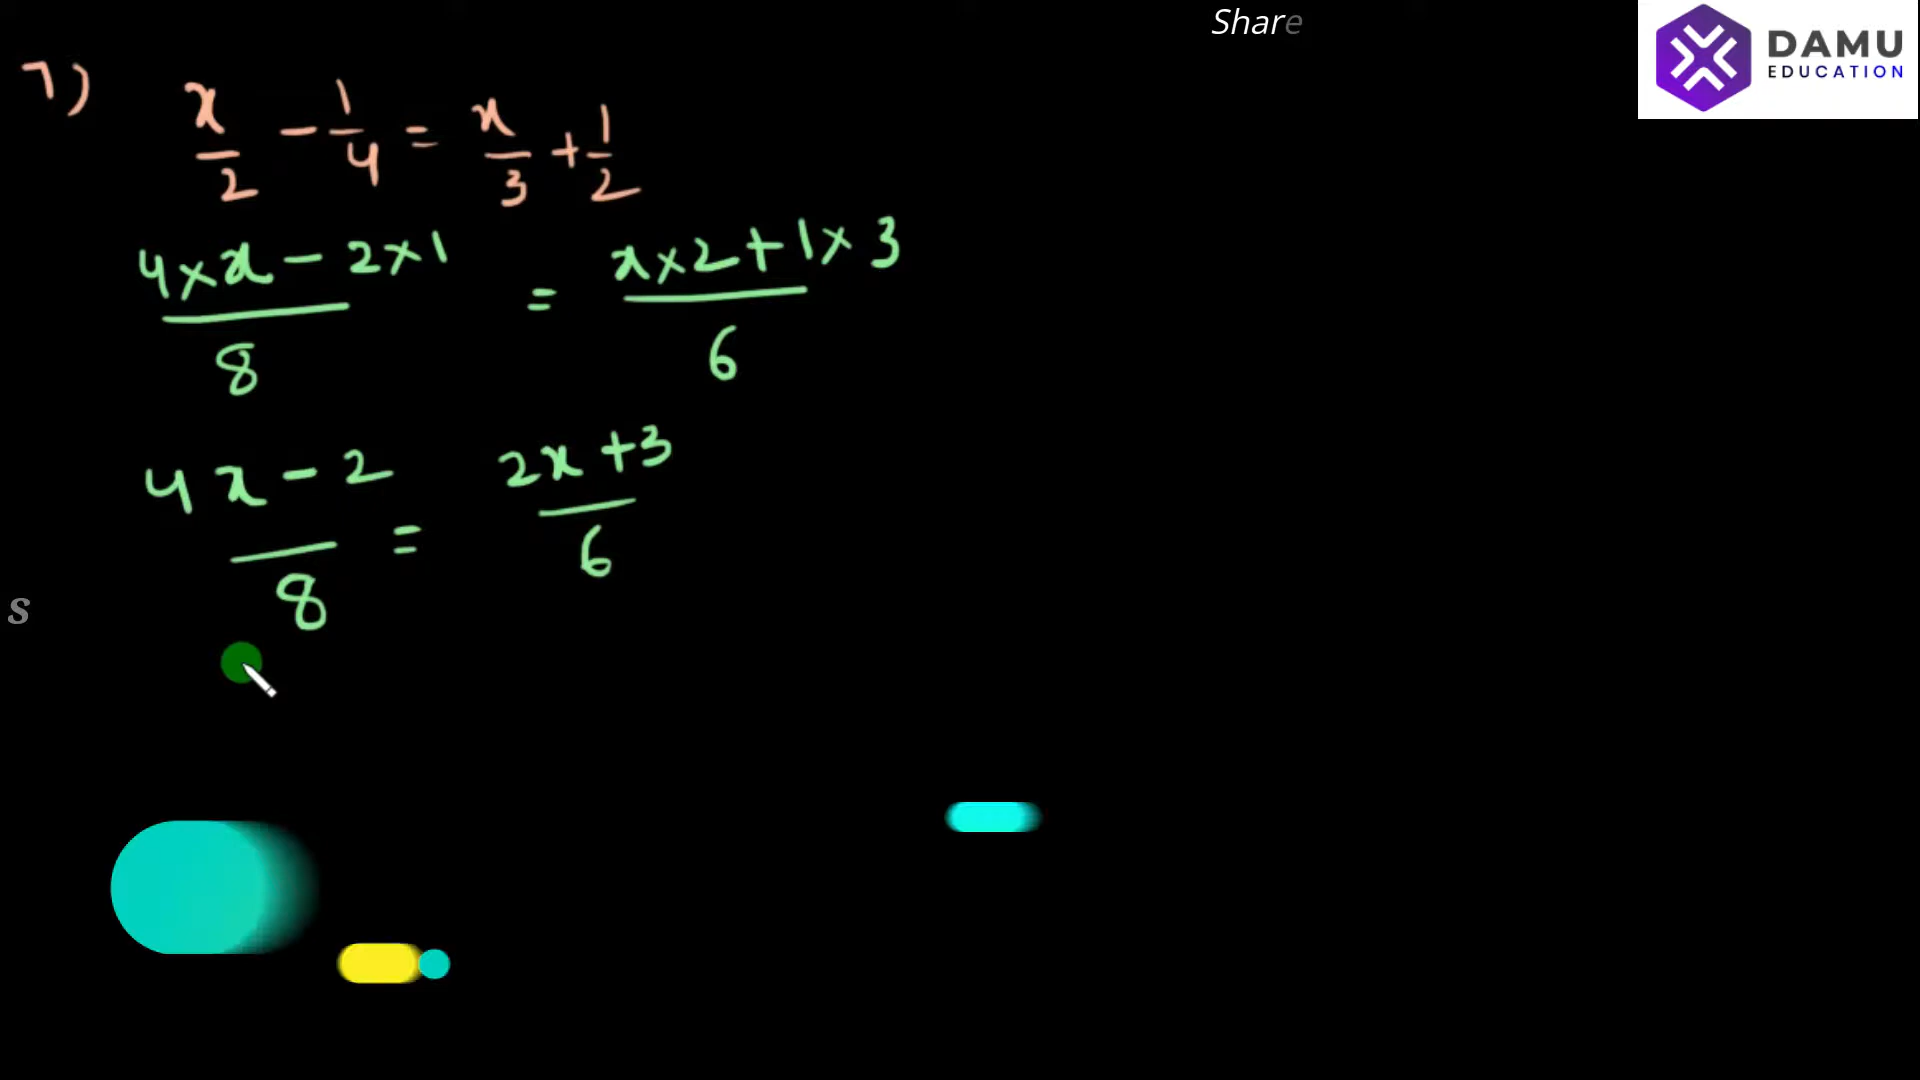 Share
DAMU
EDUCATION
7) x/2 - 1/4 = x/3 + 1/2
4×x - 2×1 / 8 = x×2 + 1×3 / 6
4x - 2 / 8 = 2x + 3 / 6
S